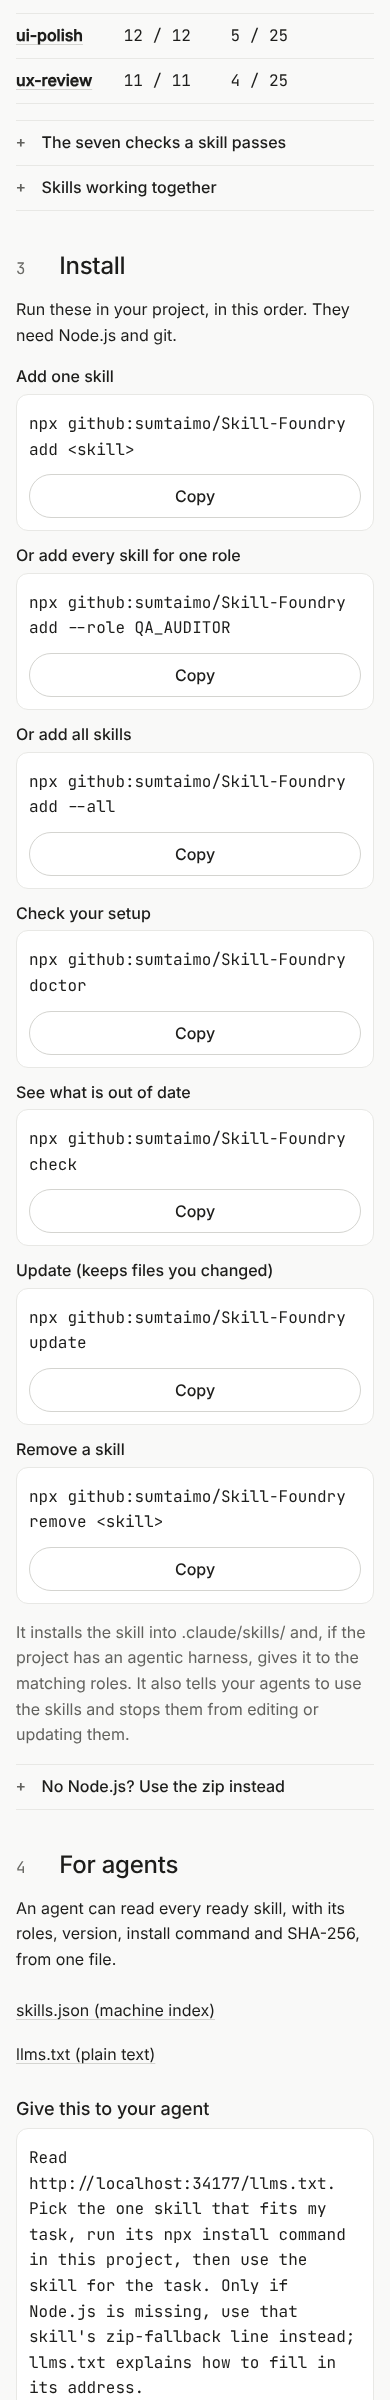 ui-polish 12 / 12 5 / 25
ux-review 11 / 11 4 / 25
+ The seven checks a skill passes
+ Skills working together
3 Install
Run these in your project, in this order. They
need Node.js and git.
Add one skill
npx github:sumtaimo/Skill-Foundry
add <skill>
Copy
Or add every skill for one role
npx github:sumtaimo/Skill-Foundry
add --role QA_AUDITOR
Copy
Or add all skills
npx github:sumtaimo/Skill-Foundry
add --all
Copy
Check your setup
npx github:sumtaimo/Skill-Foundry
doctor
Copy
See what is out of date
npx github:sumtaimo/Skill-Foundry
check
Copy
Update (keeps files you changed)
npx github:sumtaimo/Skill-Foundry
update
Copy
Remove a skill
npx github:sumtaimo/Skill-Foundry
remove <skill>
Copy
It installs the skill into .claude/skills/ and, if the
project has an agentic harness, gives it to the
matching roles. It also tells your agents to use
the skills and stops them from editing or
updating them.
+ No Node.js? Use the zip instead
4 For agents
An agent can read every ready skill, with its
roles, version, install command and SHA-256,
from one file.
skills.json (machine index)
llms.txt (plain text)
Give this to your agent
Read
http://localhost:34177/llms.txt.
Pick the one skill that fits my
task, run its npx install command
in this project, then use the
skill for the task. Only if
Node.js is missing, use that
skill's zip-fallback line instead;
llms.txt explains how to fill in
its address.